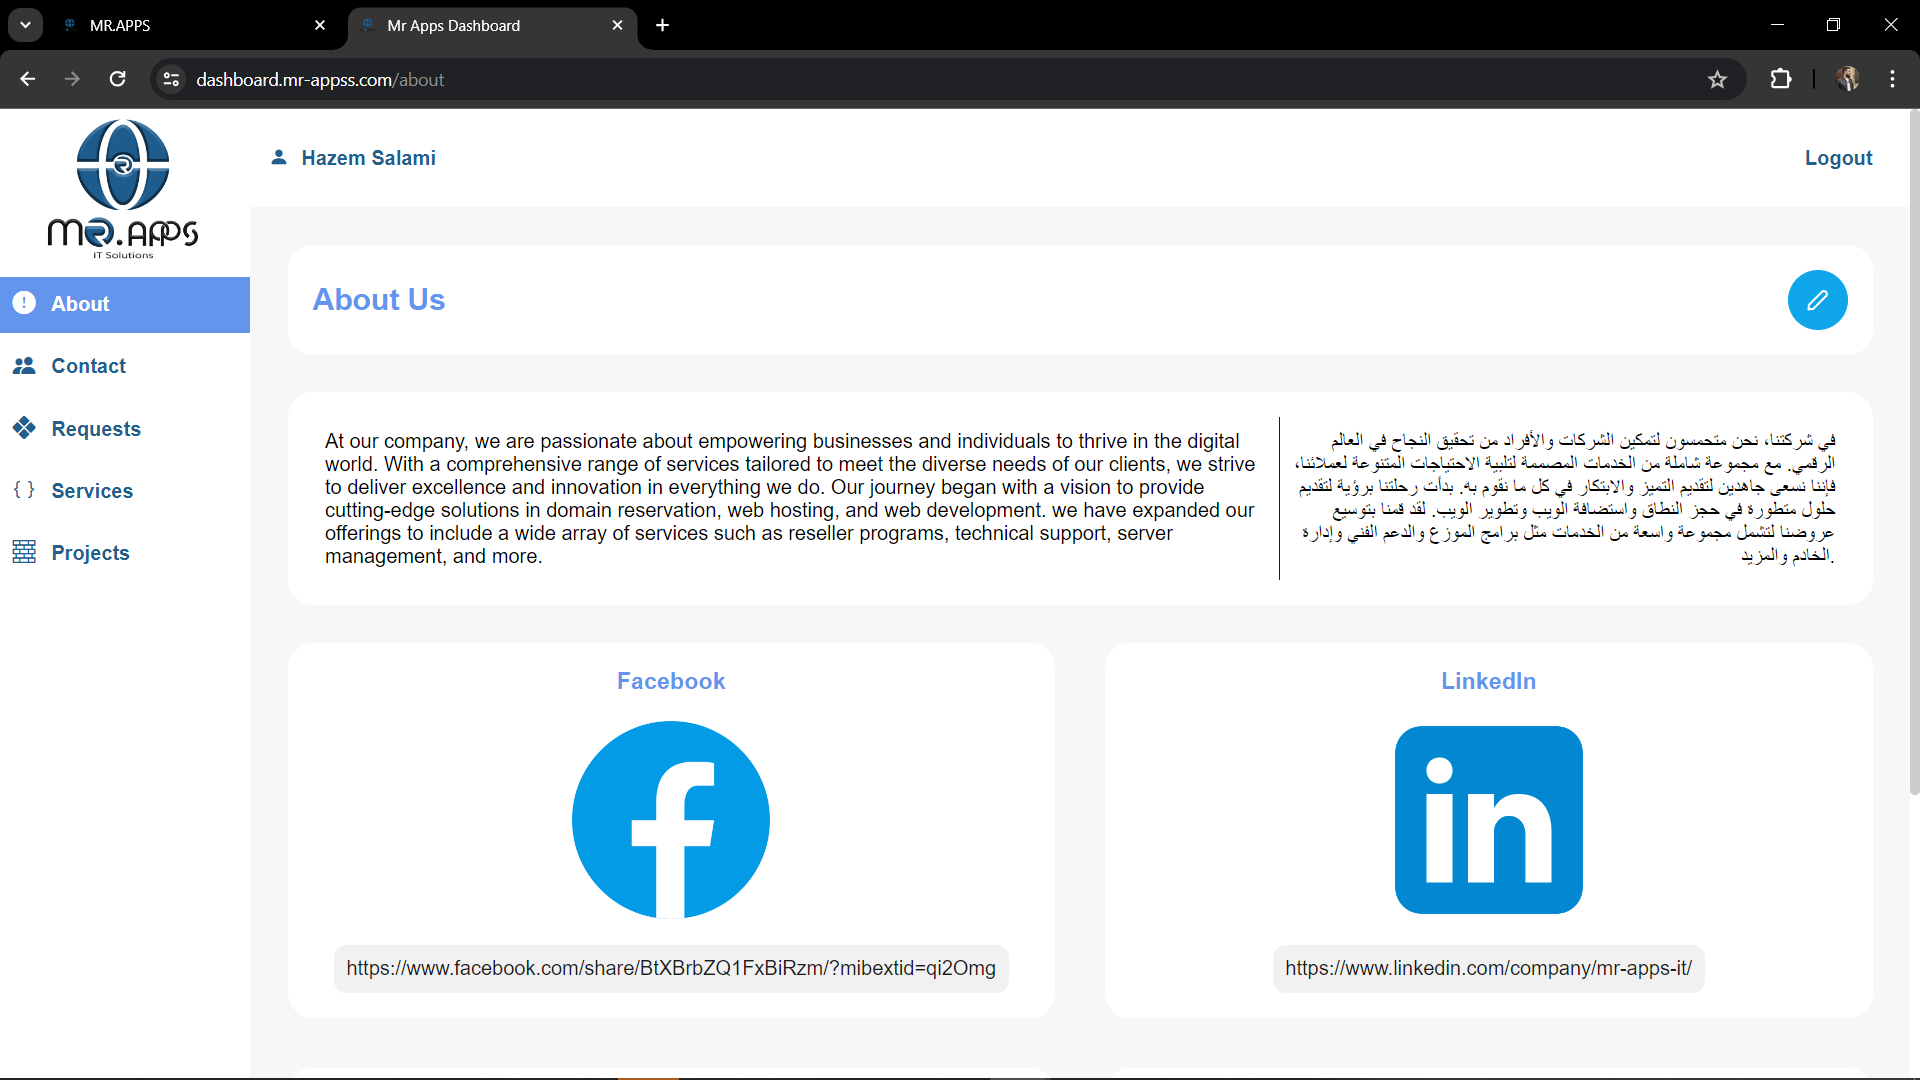 MR.APPS
Mr Apps Dashboard
dashboard.mr-appss.com/about
MR.APPS
IT Solutions
Hazem Salami
Logout
About
Contact
Requests
Services
Projects
About Us
At our company, we are passionate about empowering businesses and individuals to thrive in the digital
world. With a comprehensive range of services tailored to meet the diverse needs of our clients, we strive
to deliver excellence and innovation in everything we do. Our journey began with a vision to provide
cutting-edge solutions in domain reservation, web hosting, and web development. we have expanded our
offerings to include a wide array of services such as reseller programs, technical support, server
management, and more.
في شركتنا، نحن متحمسون لتمكين الشركات والأفراد من تحقيق النجاح في العالم
الرقمي. مع مجموعة شاملة من الخدمات المصممة لتلبية الاحتياجات المتنوعة لعملائنا،
فإننا نسعى جاهدين لتقديم التميز والابتكار في كل ما نقوم به. بدأت رحلتنا برؤية لتقديم
حلول متطورة في حجز النطاق واستضافة الويب وتطوير الويب. لقد قمنا بتوسيع
عروضنا لتشمل مجموعة واسعة من الخدمات مثل برامج الموزع والدعم الفني وإدارة
.الخادم والمزيد
Facebook
https://www.facebook.com/share/BtXBrbZQ1FxBiRzm/?mibextid=qi2Omg
LinkedIn
in
https://www.linkedin.com/company/mr-apps-it/